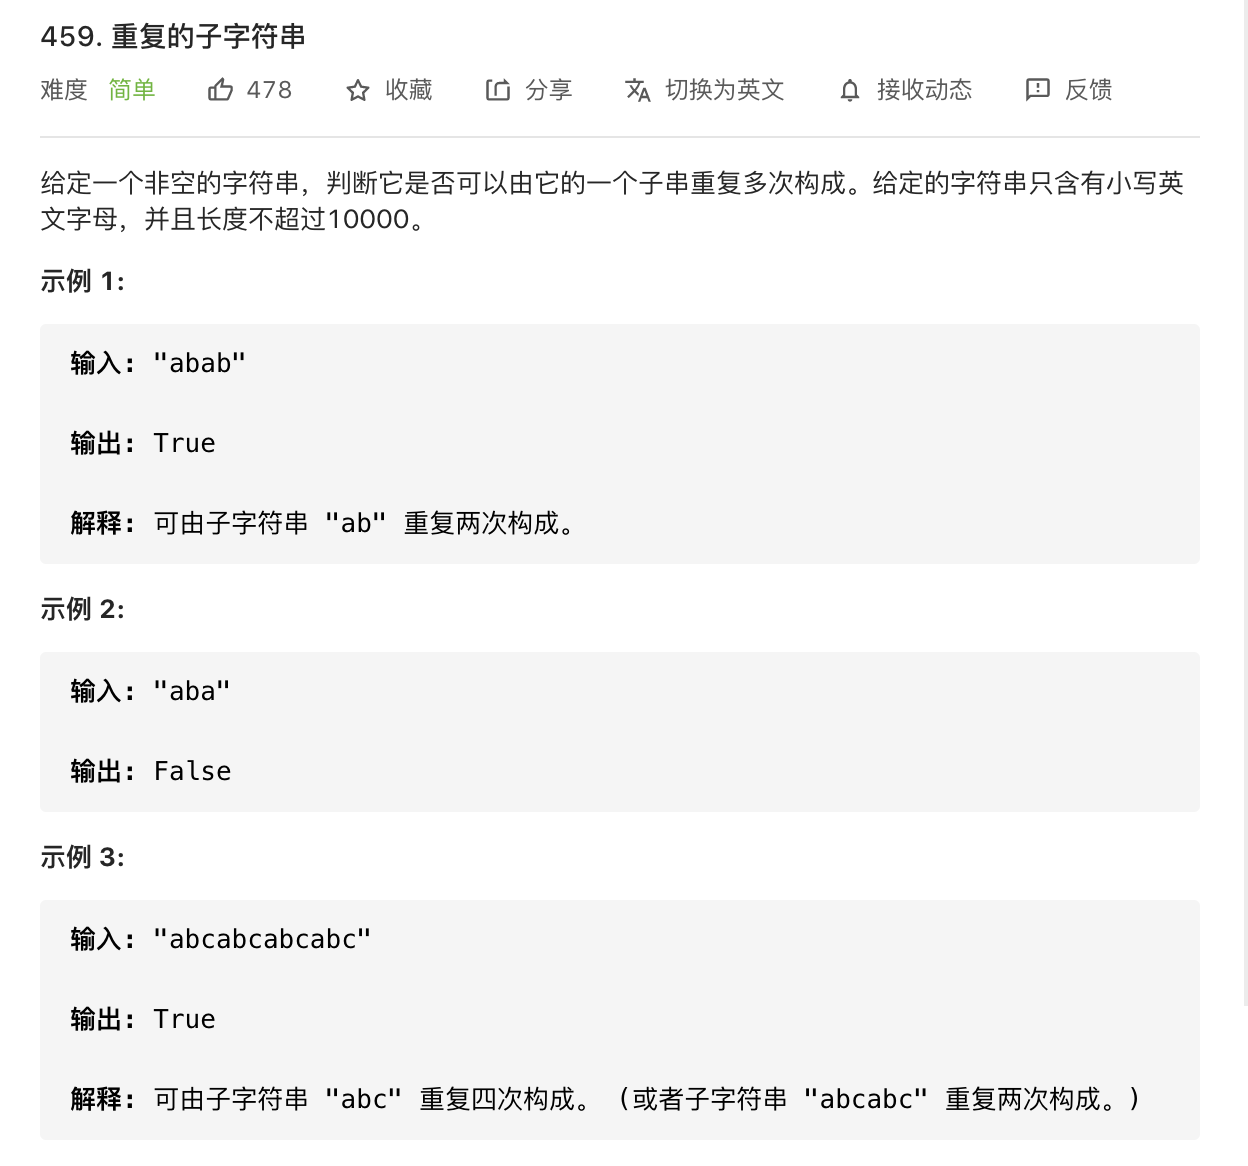 459. 重复的子字符串
难度 简单 478 收藏 分享 切换为英文 接收动态 反馈
给定一个非空的字符串，判断它是否可以由它的一个子串重复多次构成。给定的字符串只含有小写英
文字母，并且长度不超过10000。
示例 1:
输入: "abab"
输出: True
解释: 可由子字符串 "ab" 重复两次构成。
示例 2:
输入: "aba"
输出: False
示例 3:
输入: "abcabcabcabc"
输出: True
解释: 可由子字符串 "abc" 重复四次构成。 (或者子字符串 "abcabc" 重复两次构成。)